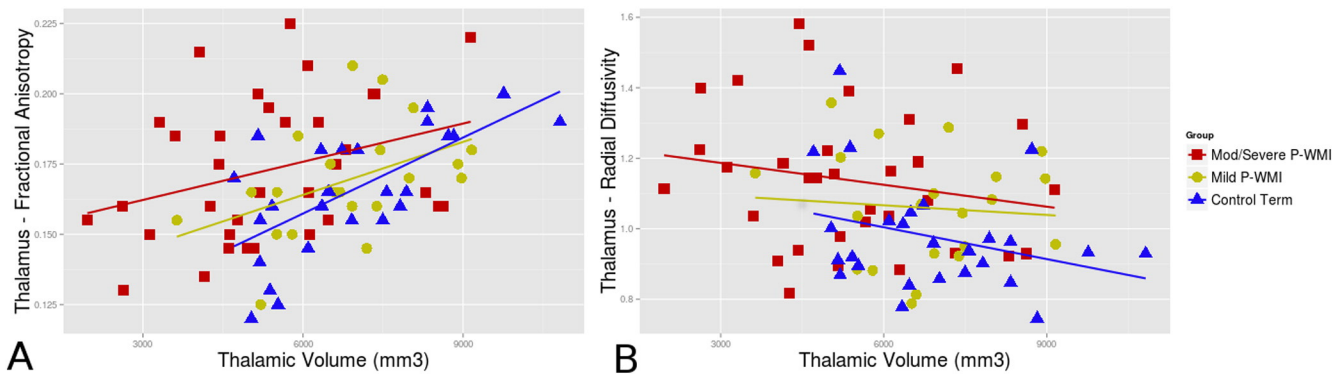 0.225
0.200
0.175
0.150
0.125
Thalamus - Fractional Anisotropy
3000 6000 9000
Thalamic Volume (mm3)
A
1.6
1.4
1.2
1.0
0.8
Thalamus - Radial Diffusivity
3000 6000 9000
Thalamic Volume (mm3)
B
Group
Mod/Severe P-WMI
Mild P-WMI
Control Term